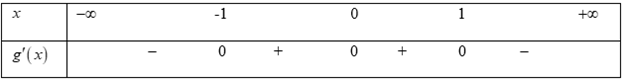 x −∞ -1 0 1 +∞
g′(x) − 0 + 0 + 0 −